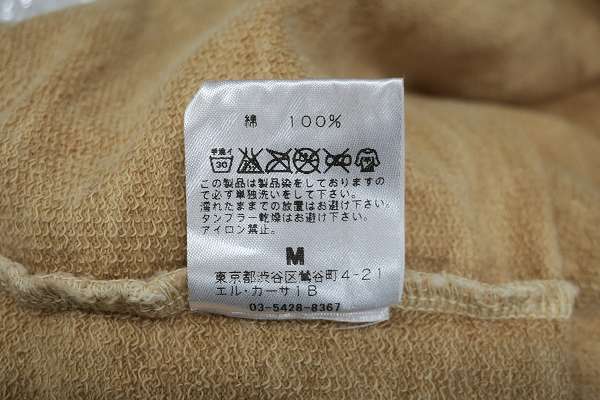 綿 100%
手洗イ
30
この製品は製品染をしておりますの
で必ず単独洗いをして下さい。
濡れたままでの放置はお避け下さい。
タンブラー乾燥はお避け下さい。
アイロン禁止。
M
東京都渋谷区鶯谷町4-21
エル・カーサ1B
03-5428-8367